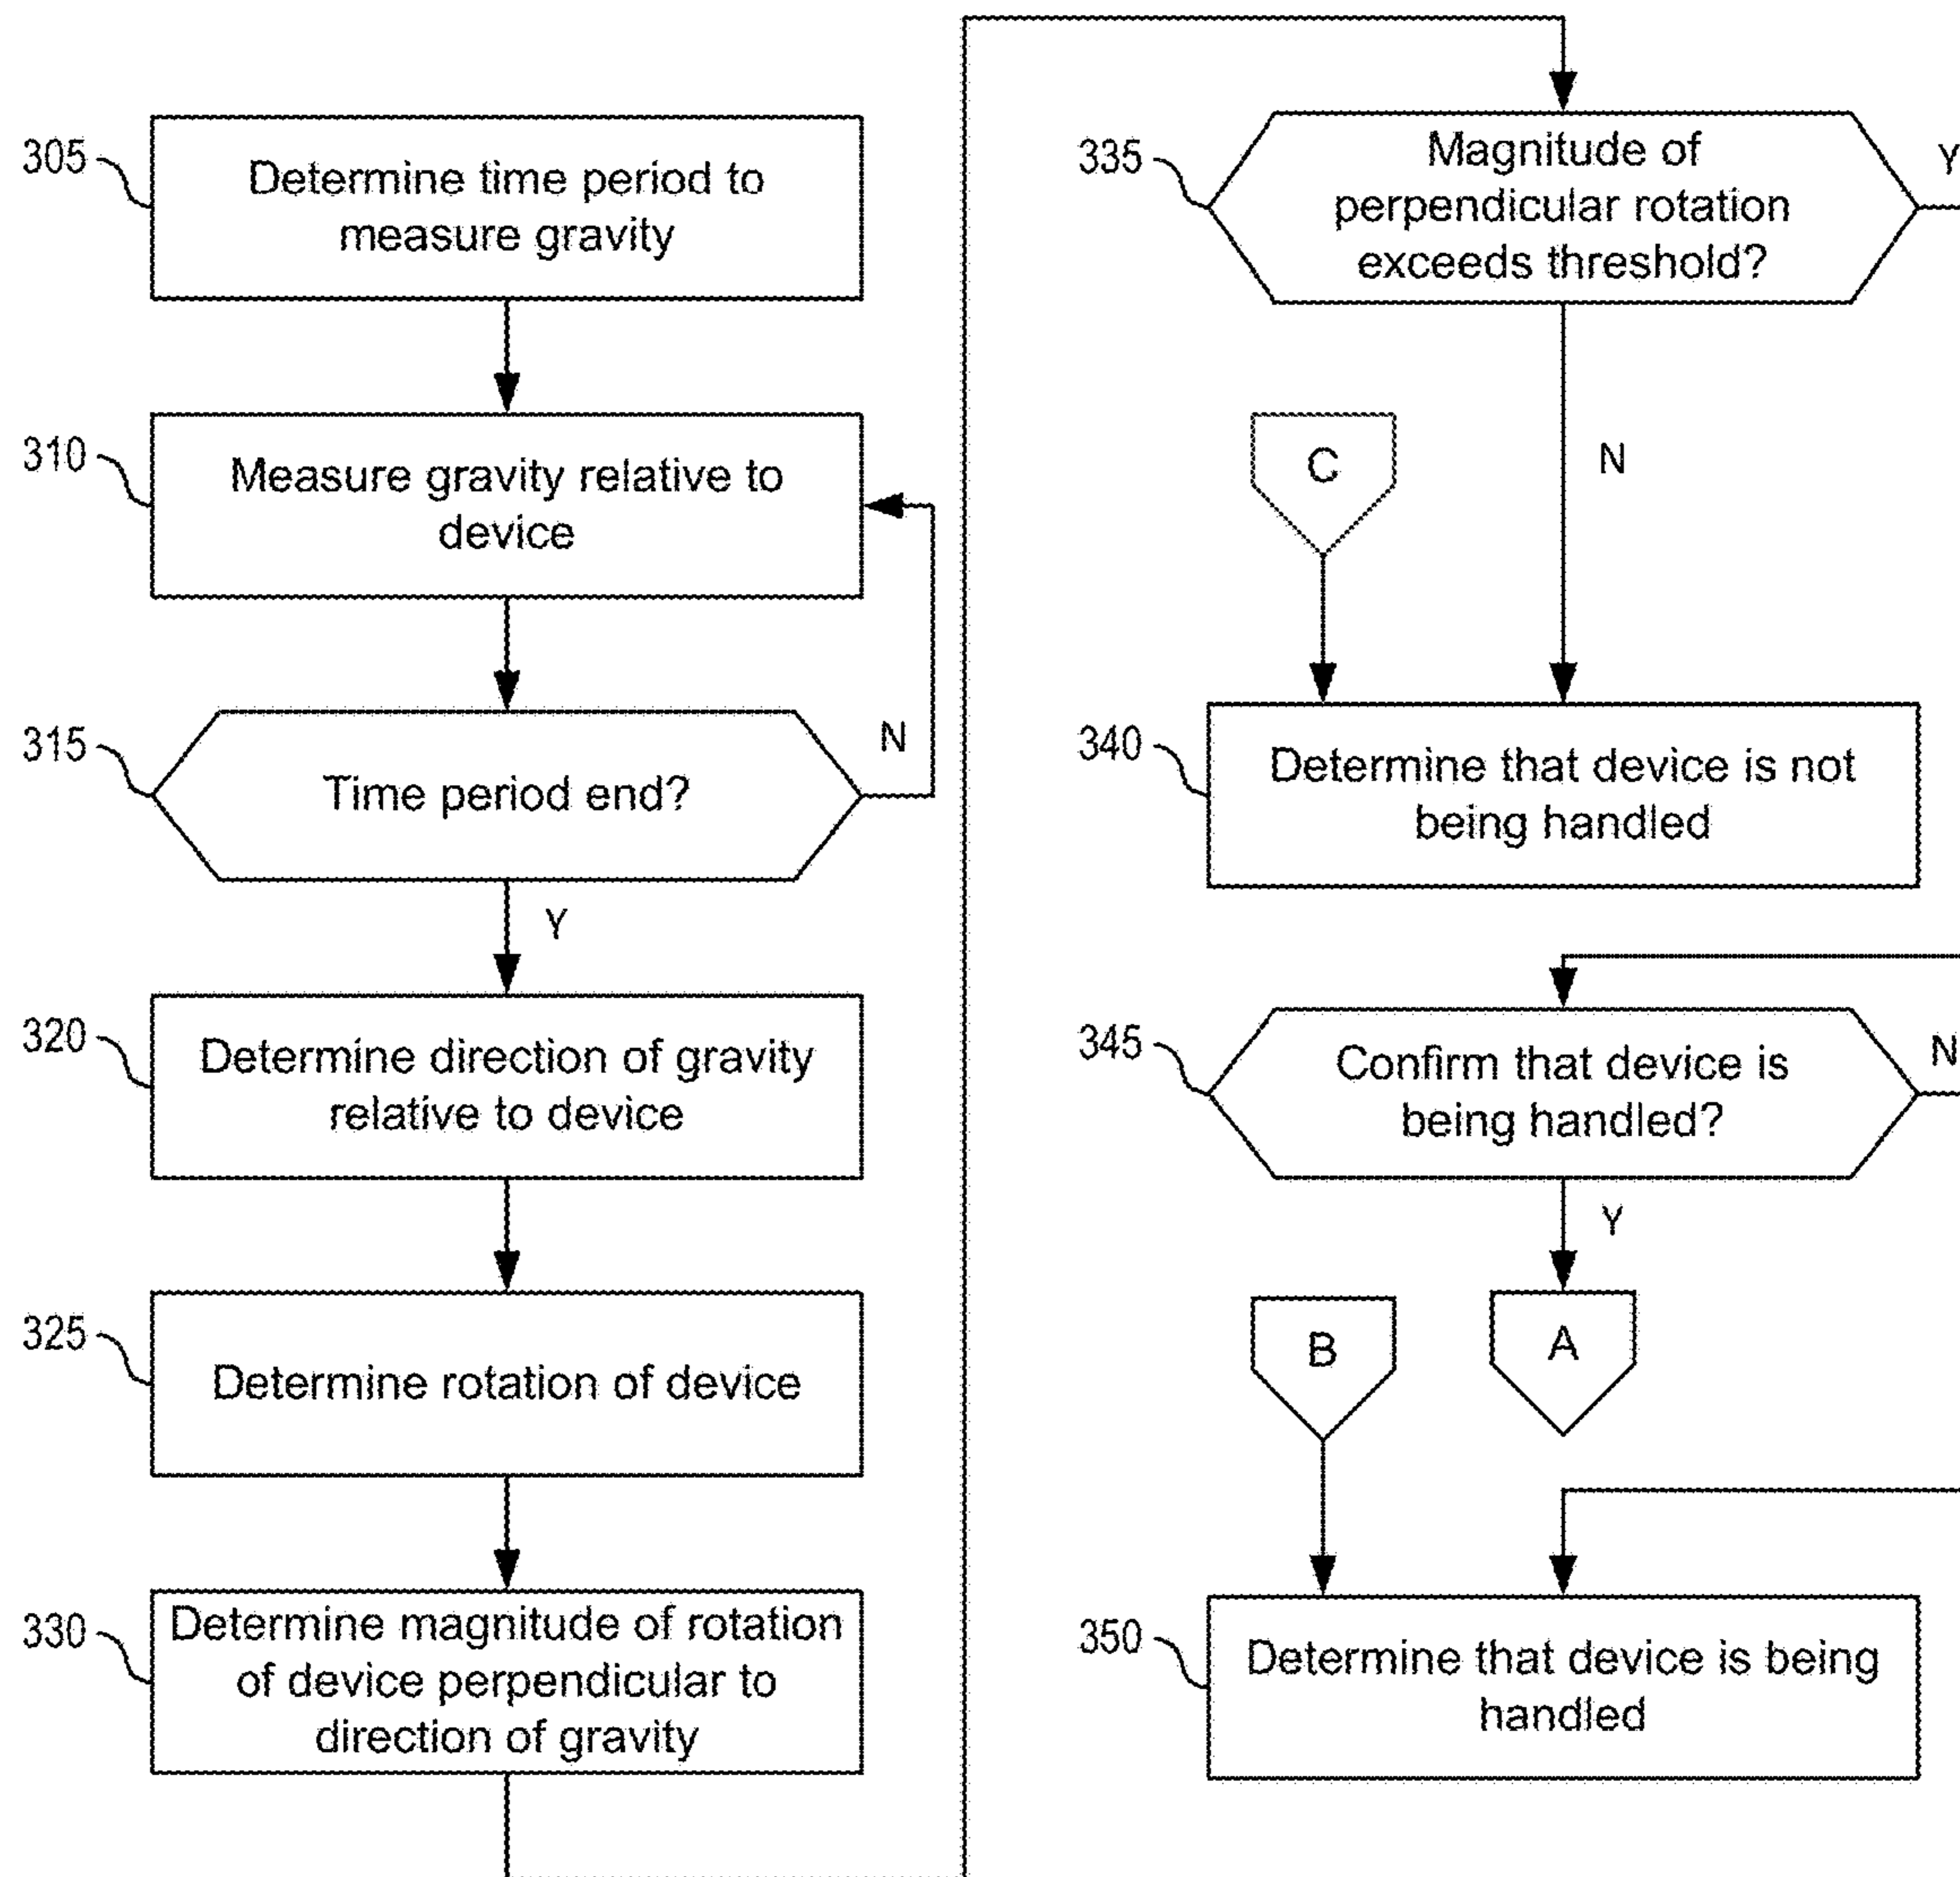 305
Determine time period to
measure gravity
310
Measure gravity relative to
device
N
315
Time period end?
Y
320
Determine direction of gravity
relative to device
325
Determine rotation of device
330
Determine magnitude of rotation
of device perpendicular to
direction of gravity
335
Magnitude of
perpendicular rotation
exceeds threshold?
Y
C
N
340
Determine that device is not
being handled
345
Confirm that device is
being handled?
N
Y
B
A
350
Determine that device is being
handled